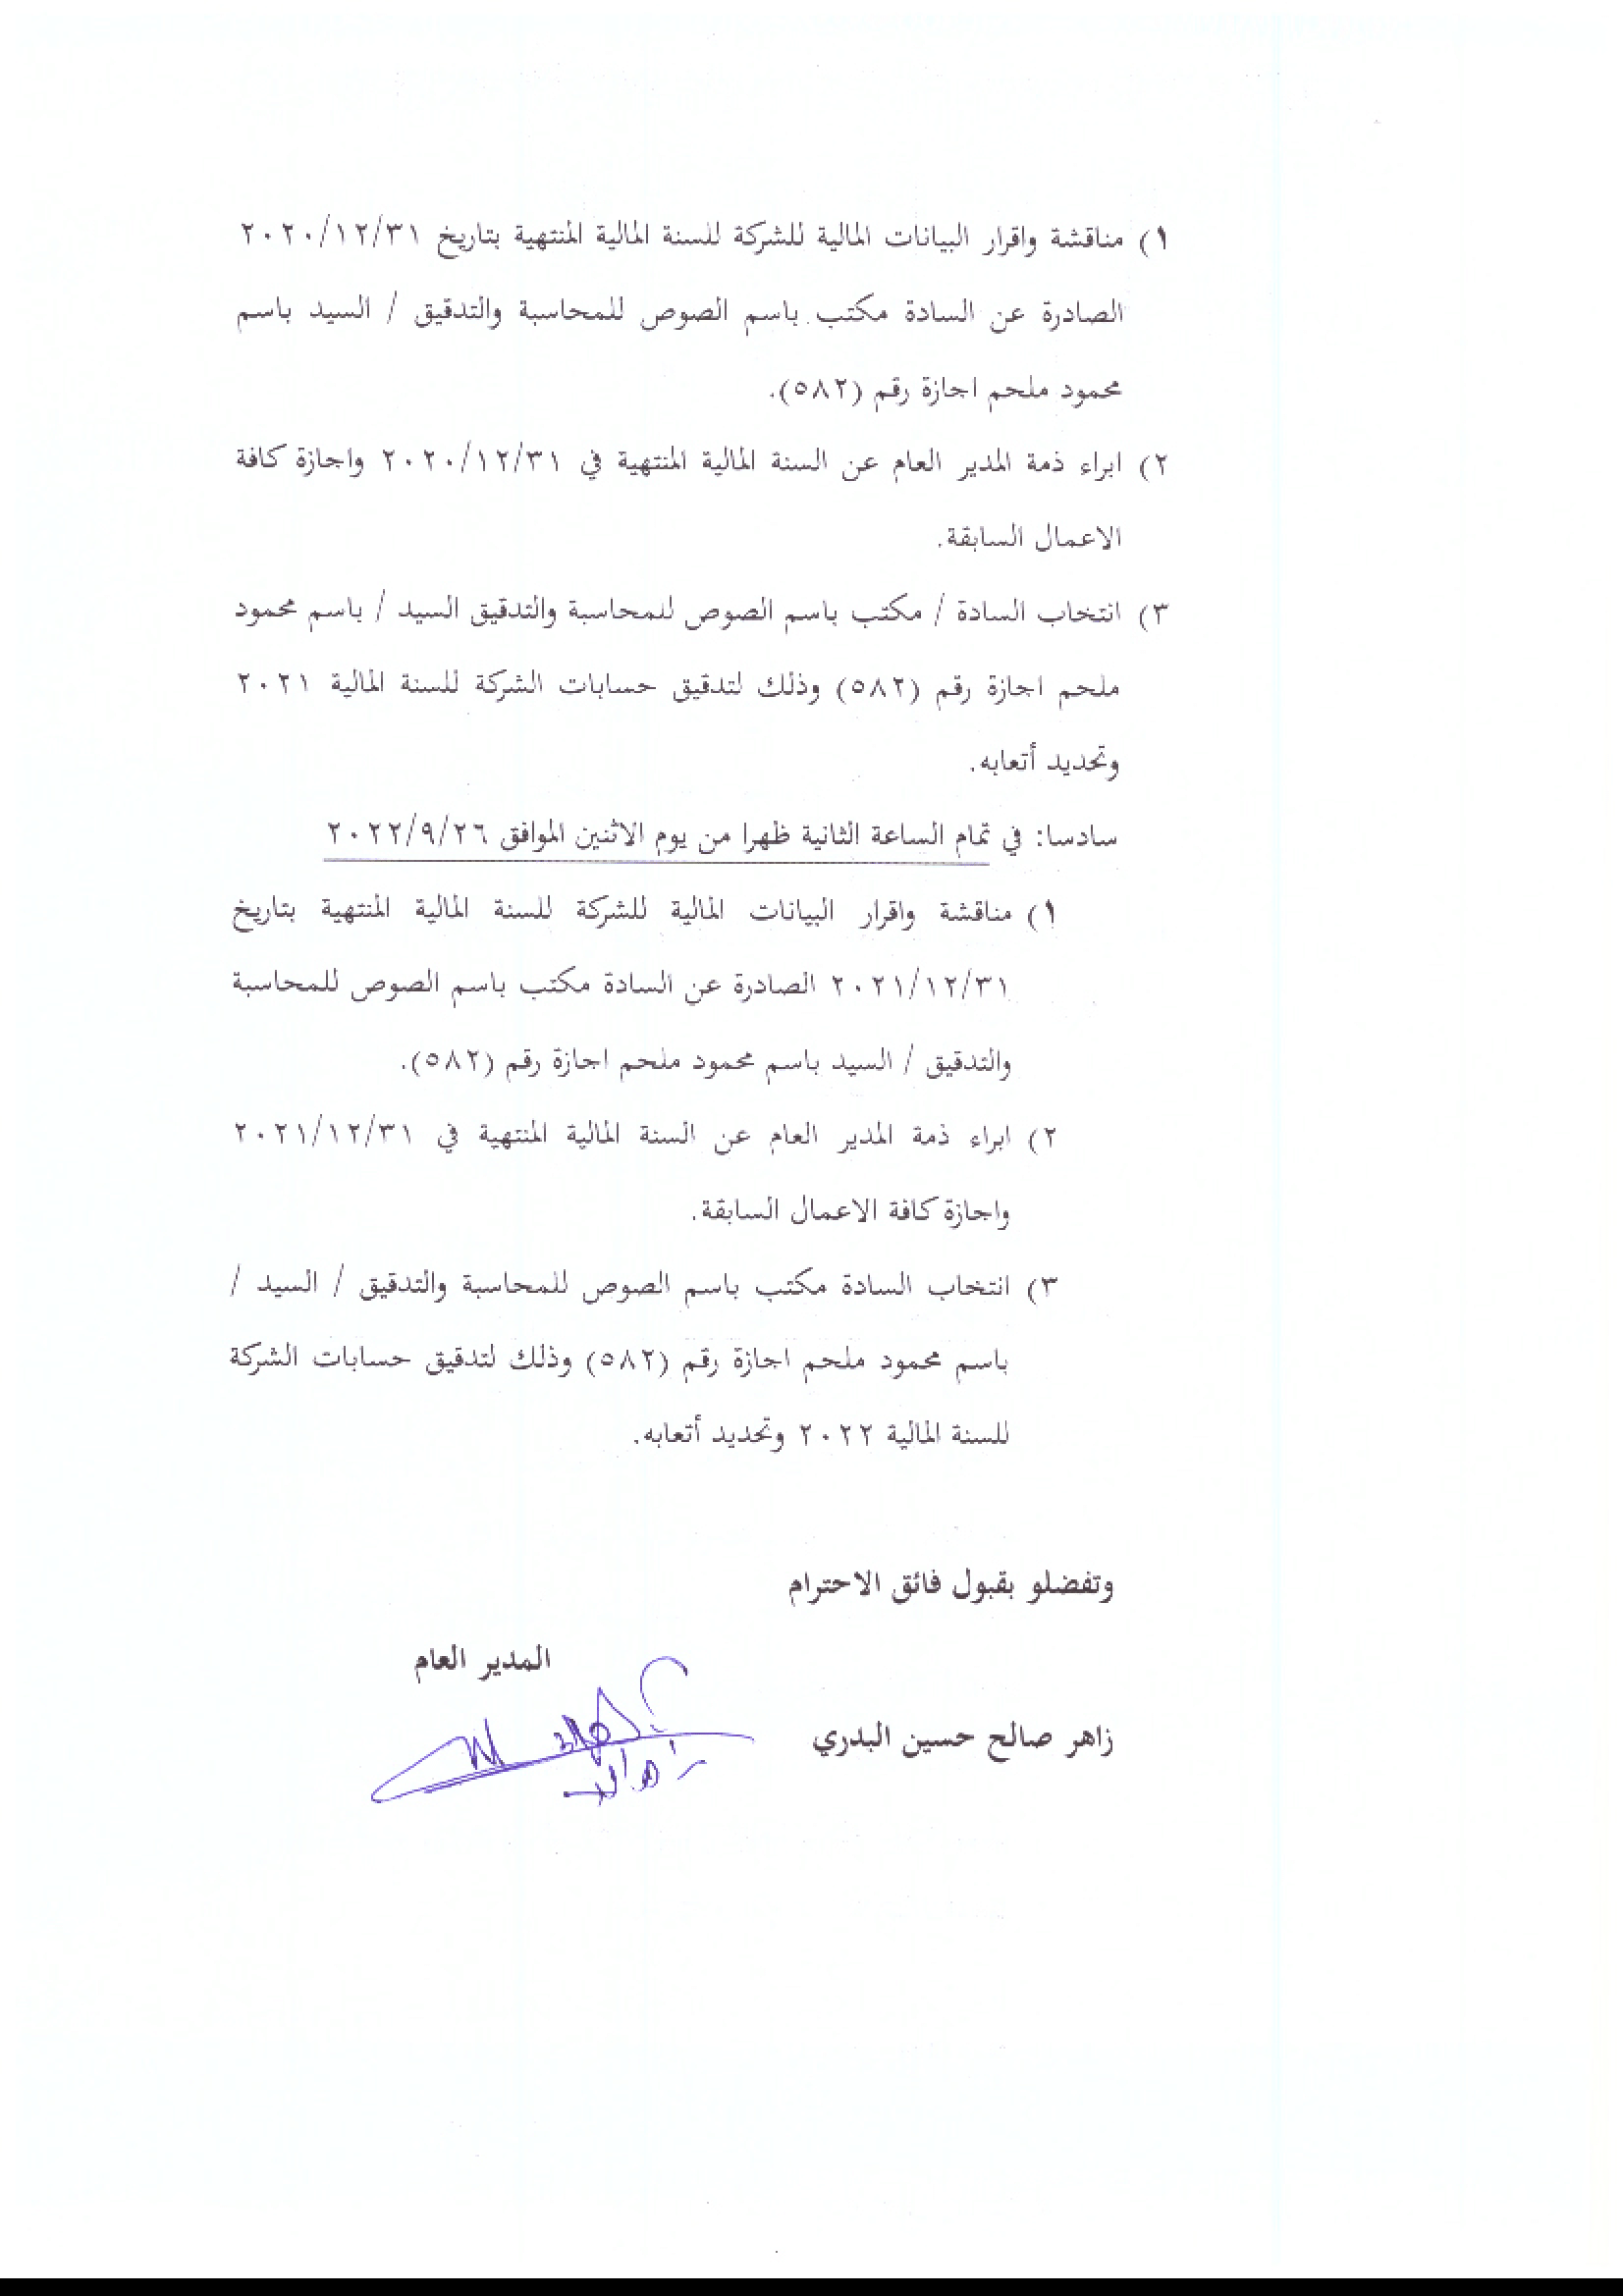 ١) مناقشة واقرار البيانات المالية للشركة للسنة المالية المنتهية بتاريخ ٢٠٢٠/١٢/٣١
الصادرة عن السادة مكتب باسم الصوص للمحاسبة والتدقيق / السيد باسم
محمود ملحم اجازة رقم (٥٨٢).
٢) ابراء ذمة المدير العام عن السنة المالية المنتهية في ٢٠٢٠/١٢/٣١ واجازة كافة
الاعمال السابقة.
٣) انتخاب السادة / مكتب باسم الصوص للمحاسبة والتدقيق السيد / باسم محمود
ملحم اجازة رقم (٥٨٢) وذلك لتدقيق حسابات الشركة للسنة المالية ٢٠٢١
وتحديد أتعابه.
سادسا: في تمام الساعة الثانية ظهرا من يوم الاثنين الموافق ٢٠٢٢/٩/٢٦
١) مناقشة واقرار البيانات المالية للشركة للسنة المالية المنتهية بتاريخ
٢٠٢١/١٢/٣١ الصادرة عن السادة مكتب باسم الصوص للمحاسبة
والتدقيق / السيد باسم محمود ملحم اجازة رقم (٥٨٢).
٢) ابراء ذمة المدير العام عن السنة المالية المنتهية في ٢٠٢١/١٢/٣١
واجازة كافة الاعمال السابقة.
٣) انتخاب السادة مكتب باسم الصوص للمحاسبة والتدقيق / السيد /
باسم محمود ملحم اجازة رقم (٥٨٢) وذلك لتدقيق حسابات الشركة
للسنة المالية ٢٠٢٢ وتحديد أتعابه.
وتفضلو بقبول فائق الاحترام
المدير العام
زاهر صالح حسين البدري